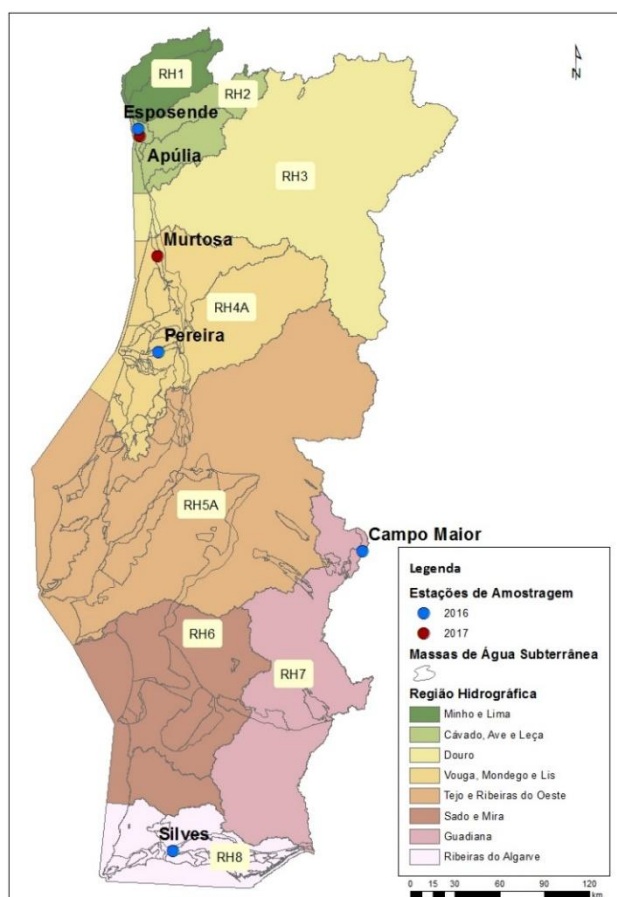 N
RH1
RH2
Esposende
Apúlia
RH3
Murtosa
RH4A
Pereira
RH5A
Campo Maior
RH6
RH7
Silves
RH8
Legenda
Estações de Amostragem
2016
2017
Massas de Água Subterrânea
Região Hidrográfica
Minho e Lima
Cávado, Ave e Leça
Douro
Vouga, Mondego e Lis
Tejo e Ribeiras do Oeste
Sado e Mira
Guadiana
Ribeiras do Algarve
0 15 30 60 90 120
km